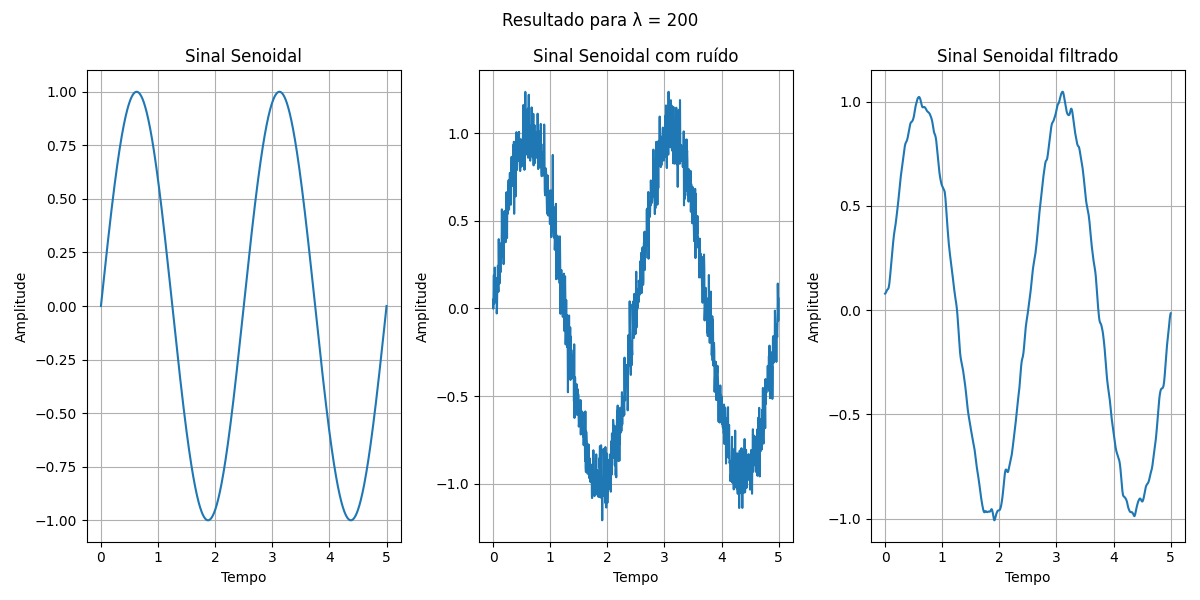 Resultado para λ = 200
Sinal Senoidal
Sinal Senoidal com ruído
Sinal Senoidal filtrado
Amplitude
1.00
0.75
0.50
0.25
0.00
−0.25
−0.50
−0.75
−1.00
0 1 2 3 4 5
Tempo
Amplitude
1.0
0.5
0.0
−0.5
−1.0
0 1 2 3 4 5
Tempo
Amplitude
1.0
0.5
0.0
−0.5
−1.0
0 1 2 3 4 5
Tempo